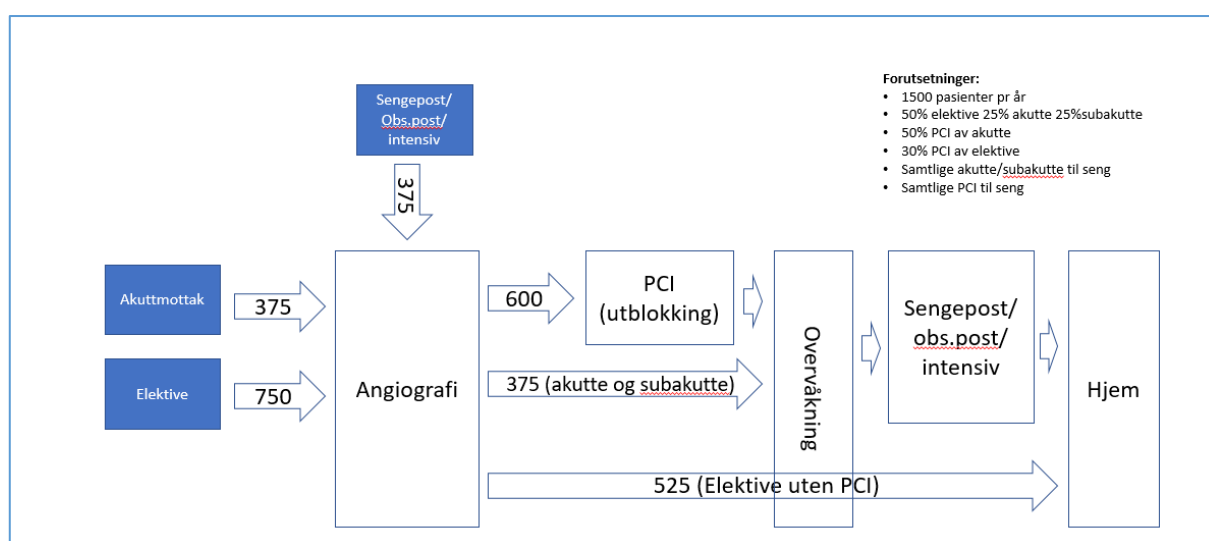 Forutsetninger:
• 1500 pasienter pr år
• 50% elektive 25% akutte 25%subakutte
• 50% PCI av akutte
• 30% PCI av elektive
• Samtlige akutte/subakutte til seng
• Samtlige PCI til seng
Sengepost/
Obs.post/
intensiv
375
Akuttmottak
375
Elektive
750
Angiografi
600
PCI
(utblokking)
375 (akutte og subakutte)
525 (Elektive uten PCI)
Overvåkning
Sengepost/
obs.post/
intensiv
Hjem